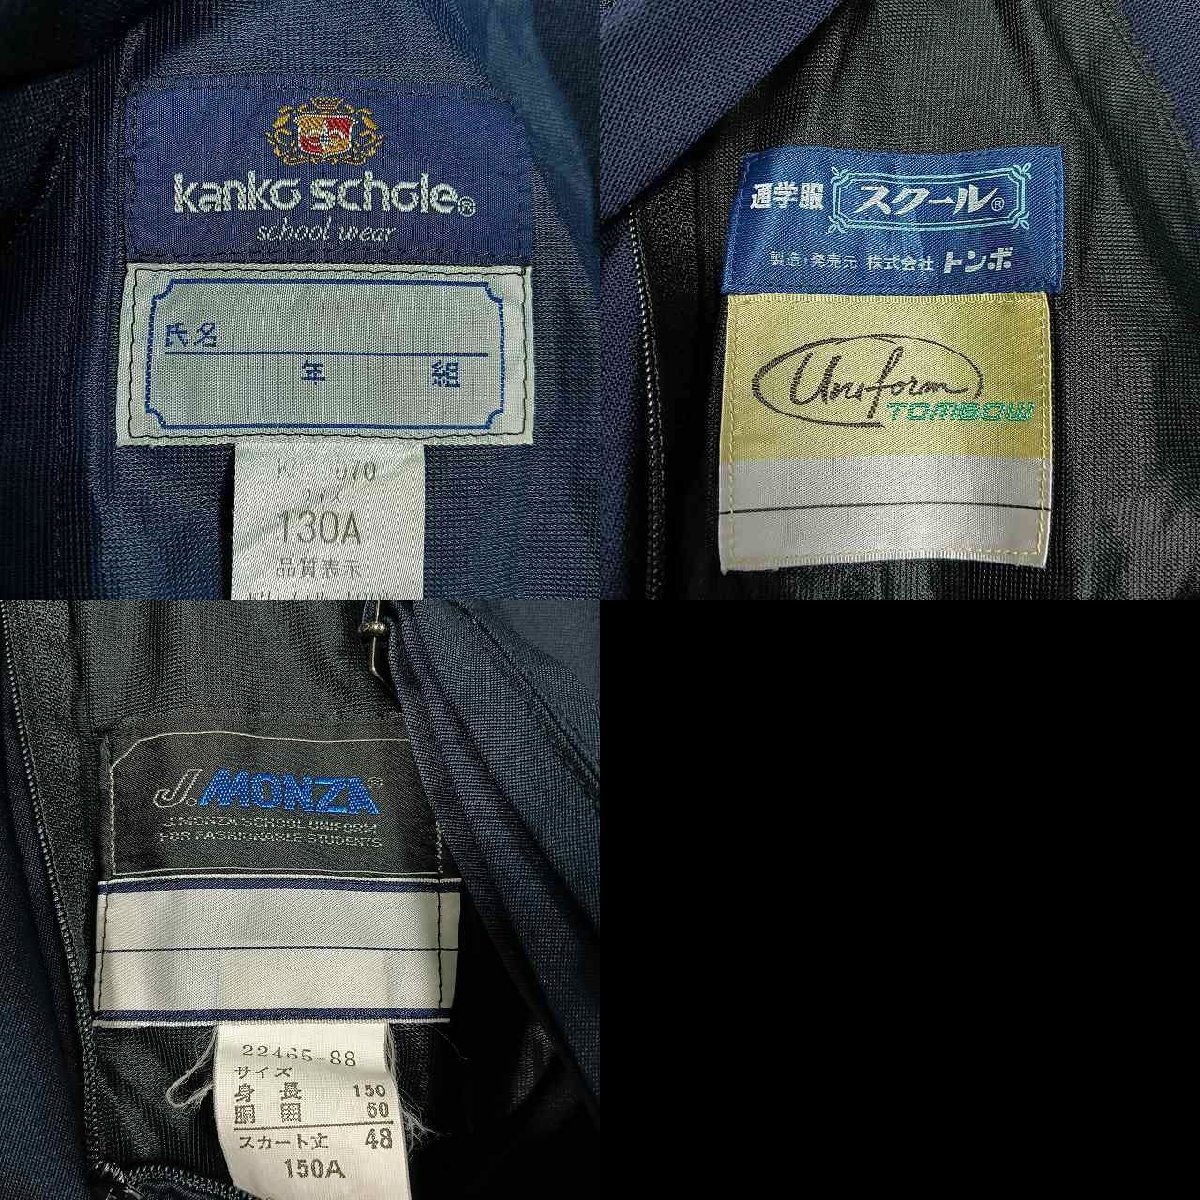 kanko schole®
school wear
氏名
年 組
130A
品質表示
通学服 スクール®
製造・発売元 株式会社 トンボ
Uniform
TOMBOW
J.MONZA®
J.MONZA SCHOOL UNIFORM
FOR FASHIONABLE STUDENTS
22465-88
サイズ
身長 150
胴囲 60
スカート丈 48
150A